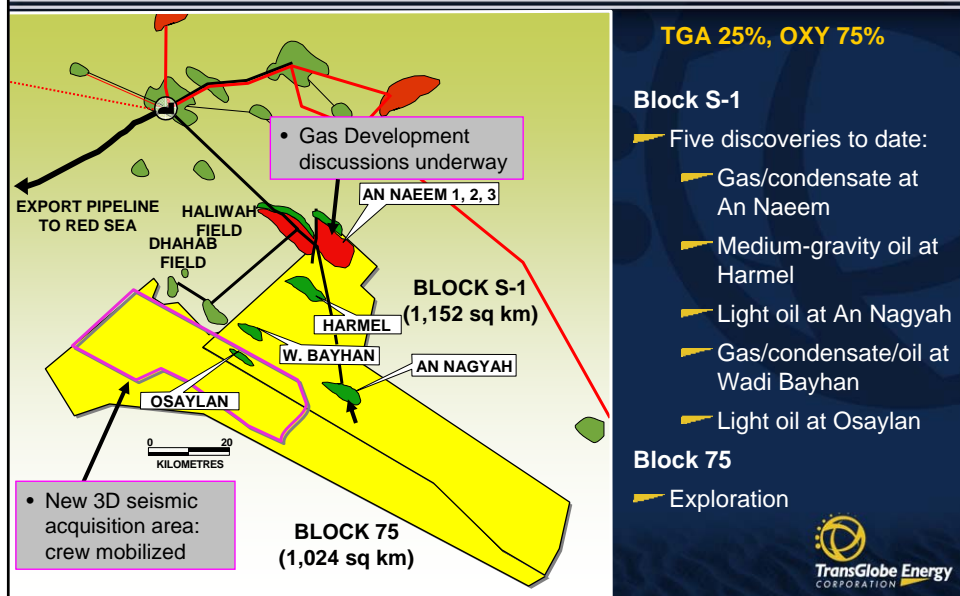 • Gas Development
discussions underway
AN NAEEM 1, 2, 3
EXPORT PIPELINE
TO RED SEA
HALIWAH
FIELD
DHAHAB
FIELD
BLOCK S-1
(1,152 sq km)
HARMEL
W. BAYHAN
AN NAGYAH
OSAYLAN
0 20
KILOMETRES
• New 3D seismic
acquisition area:
crew mobilized
BLOCK 75
(1,024 sq km)
TGA 25%, OXY 75%
Block S-1
Five discoveries to date:
Gas/condensate at
An Naeem
Medium-gravity oil at
Harmel
Light oil at An Nagyah
Gas/condensate/oil at
Wadi Bayhan
Light oil at Osaylan
Block 75
Exploration
TransGlobe Energy
CORPORATION